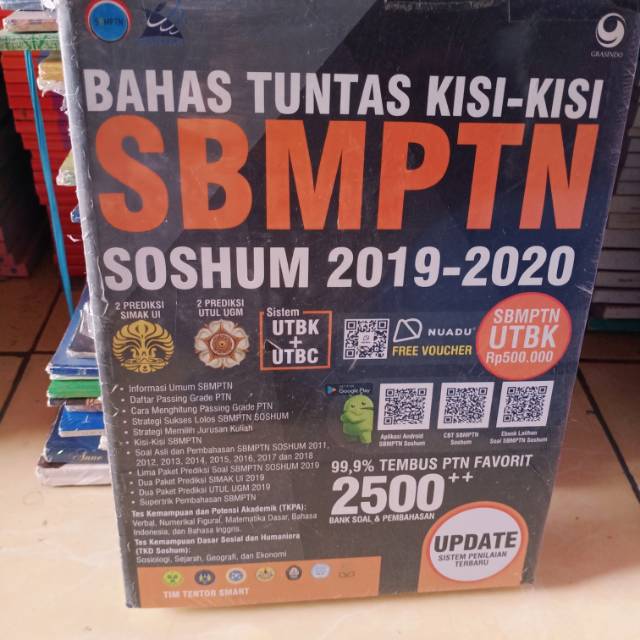 SBMPTN
GRASINDO
BAHAS TUNTAS KISI-KISI
SBMPTN
SOSHUM 2019-2020
2 PREDIKSI
SIMAK UI
2 PREDIKSI
UTUL UGM
Sistem
UTBK
+
UTBC
NUADU
FREE VOUCHER
SBMPTN
UTBK
Rp500.000
Informasi Umum SBMPTN
Daftar Passing Grade PTN
Cara Menghitung Passing Grade PTN
Strategi Sukses Lolos SBMPTN SOSHUM
Strategi Memilih Jurusan Kuliah
Kisi-Kisi SBMPTN
Soal Asli dan Pembahasan SBMPTN SOSHUM 2011,
2012, 2013, 2014, 2015, 2016, 2017 dan 2018
Lima Paket Prediksi Soal SBMPTN SOSHUM 2019
Dua Paket Prediksi SIMAK UI 2019
Dua Paket Prediksi UTUL UGM 2019
Supertrik Pembahasan SBMPTN
Tes Kemampuan dan Potensi Akademik (TKPA):
Verbal, Numerikal Figural, Matematika Dasar, Bahasa
Indonesia, dan Bahasa Inggris.
Tes Kemampuan Dasar Sosial dan Humaniora
(TKD Soshum):
Sosiologi, Sejarah, Geografi, dan Ekonomi
TIM TENTOR SMART
Google Play
Aplikasi Android
SBMPTN Soshum
CBT SBMPTN
Soshum
Ebook Latihan
Soal SBMPTN Soshum
99,9% TEMBUS PTN FAVORIT
2500++
BANK SOAL & PEMBAHASAN
UPDATE
SISTEM PENILAIAN
TERBARU